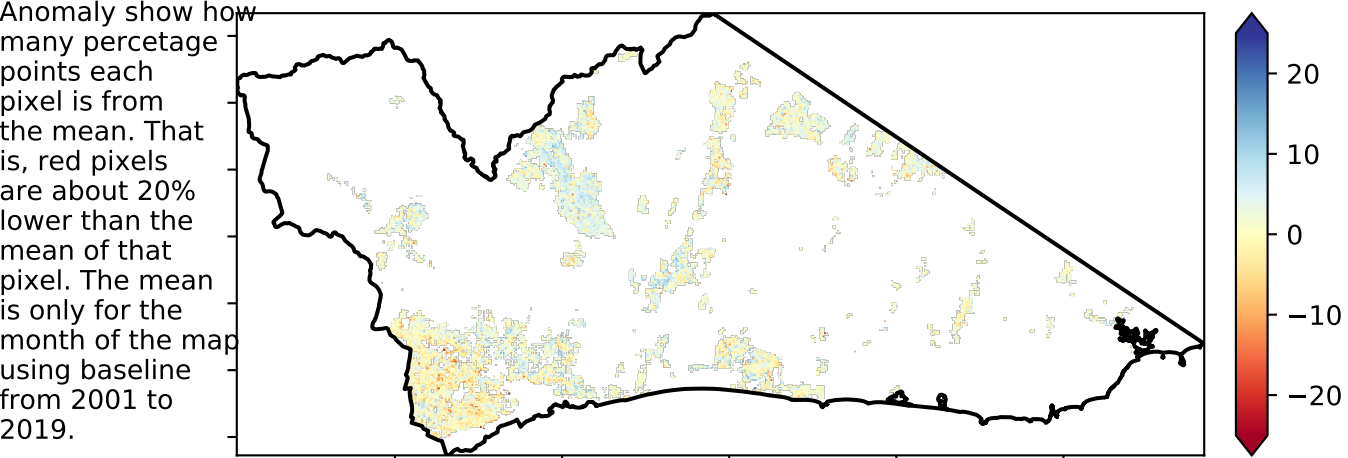 Anomaly show how
many percetage
points each
pixel is from
the mean. That
is, red pixels
are about 20%
lower than the
mean of that
pixel. The mean
is only for the
month of the map
using baseline
from 2001 to
2019.
20
10
0
−10
−20